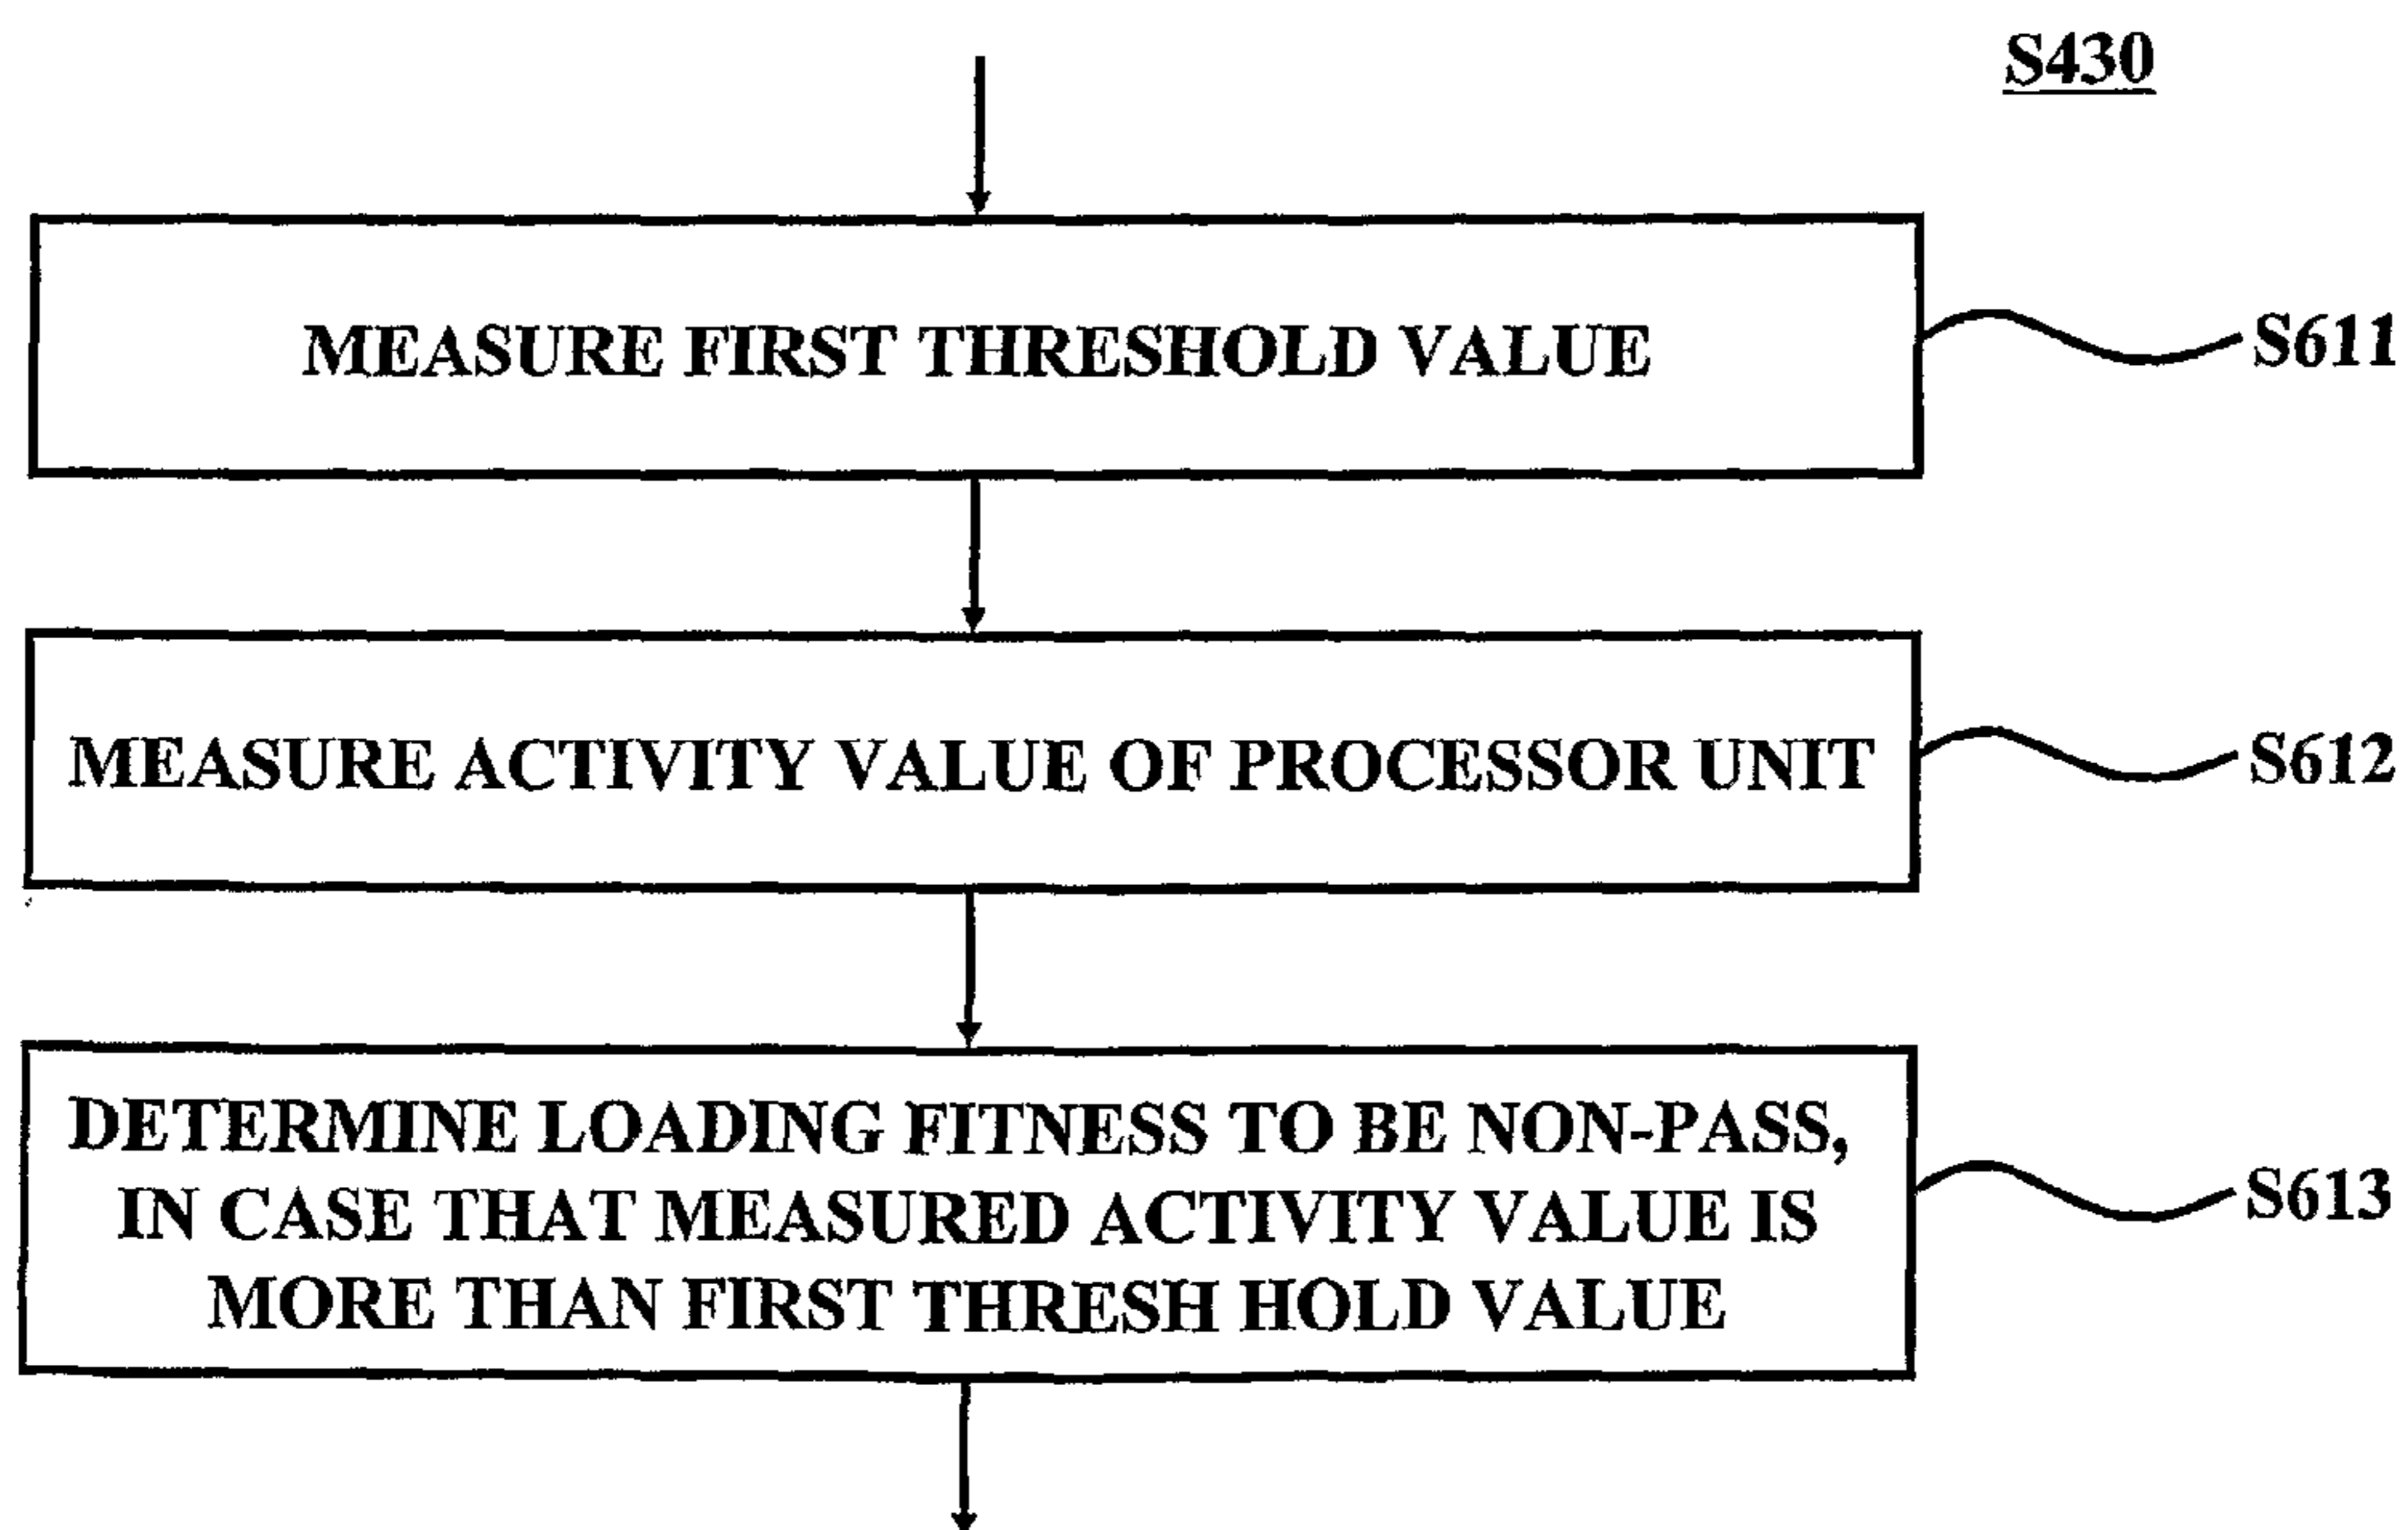 S430
MEASURE FIRST THRESHOLD VALUE
S611
MEASURE ACTIVITY VALUE OF PROCESSOR UNIT
S612
DETERMINE LOADING FITNESS TO BE NON-PASS,
IN CASE THAT MEASURED ACTIVITY VALUE IS
MORE THAN FIRST THRESH HOLD VALUE
S613